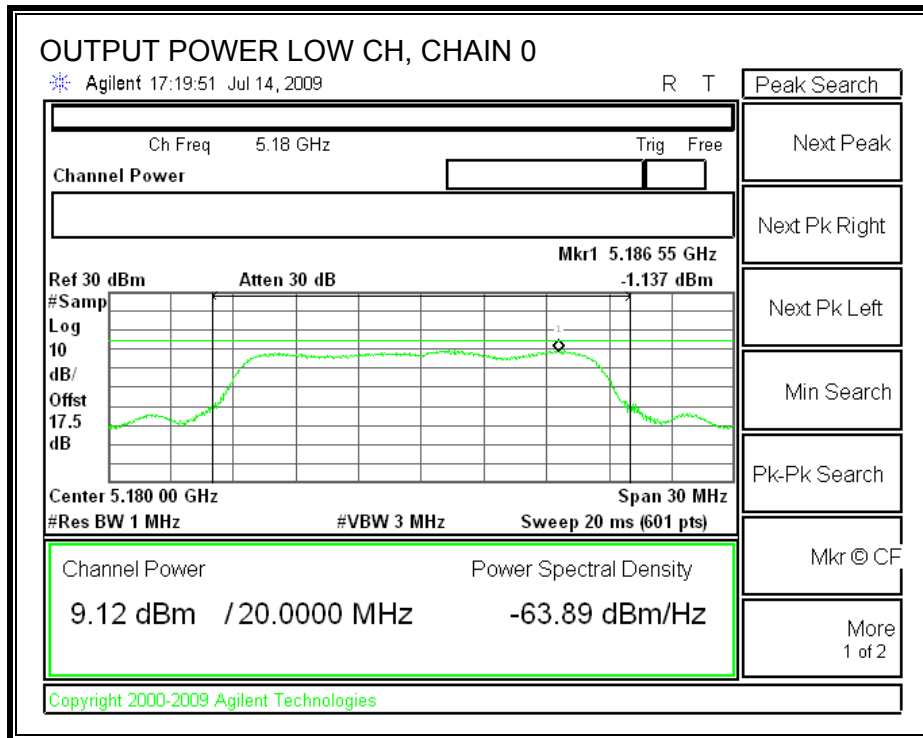 OUTPUT POWER LOW CH, CHAIN 0
Agilent 17:19:51 Jul 14, 2009 R T
Peak Search
Ch Freq 5.18 GHz Trig Free
Channel Power
Mkr1 5.186 55 GHz
Ref 30 dBm Atten 30 dB -1.137 dBm
#Samp
Log
10
dB/
Offst
17.5
dB
1
Center 5.180 00 GHz Span 30 MHz
#Res BW 1 MHz #VBW 3 MHz Sweep 20 ms (601 pts)
Channel Power Power Spectral Density
9.12 dBm / 20.0000 MHz -63.89 dBm/Hz
Copyright 2000-2009 Agilent Technologies
Next Peak
Next Pk Right
Next Pk Left
Min Search
Pk-Pk Search
Mkr © CF
More
1 of 2